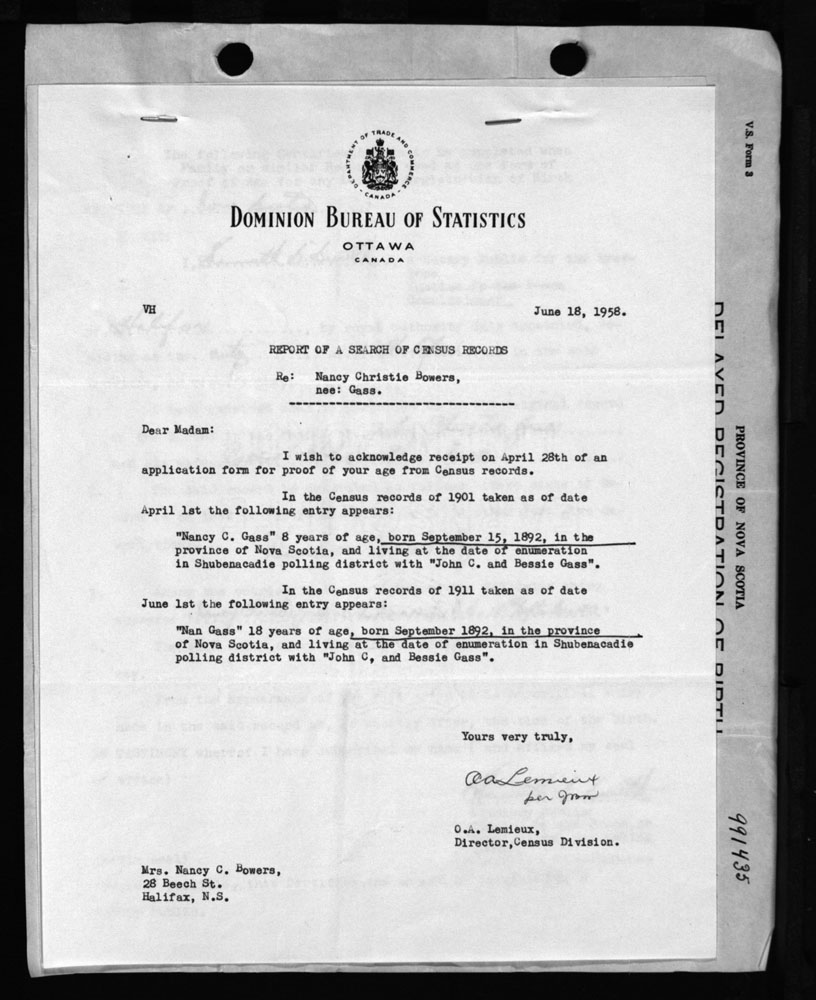 DEPARTMENT OF TRADE AND COMMERCE
CANADA
DOMINION BUREAU OF STATISTICS
OTTAWA
CANADA
VH
June 18, 1958.
REPORT OF A SEARCH OF CENSUS RECORDS
Re: Nancy Christie Bowers,
nee: Gass.
Dear Madam:
I wish to acknowledge receipt on April 28th of an
application form for proof of your age from Census records.
In the Census records of 1901 taken as of date
April 1st the following entry appears:
"Nancy C. Gass" 8 years of age, born September 15, 1892, in the
province of Nova Scotia, and living at the date of enumeration
in Shubenacadie polling district with "John C. and Bessie Gass".
In the Census records of 1911 taken as of date
June 1st the following entry appears:
"Nan Gass" 18 years of age, born September 1892, in the province
of Nova Scotia, and living at the date of enumeration in Shubenacadie
polling district with "John C, and Bessie Gass".
Yours very truly,
OA Lemieux
per
O.A. Lemieux,
Director,Census Division.
Mrs. Nancy C. Bowers,
28 Beech St.
Halifax, N.S.
V.S. Form 3
PROVINCE OF NOVA SCOTIA
DELAYED REGISTRATION OF BIRTH
991435